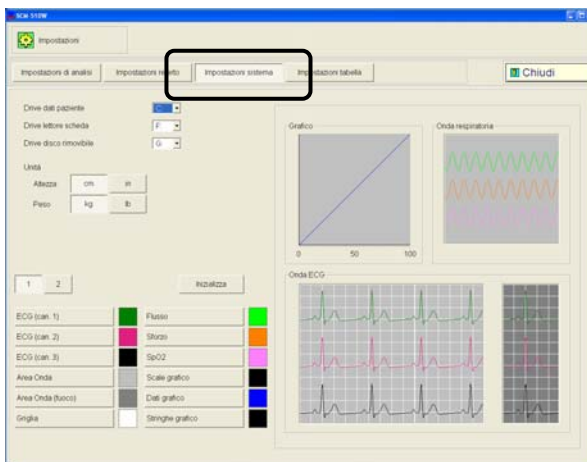 SCM 510W
Impostazioni
Impostazioni di analisi Impostazioni referto Impostazioni sistema Impostazioni tabella Chiudi
Drive dati paziente C:
Drive lettore scheda F:
Drive disco rimovibile G:
Unità
Altezza cm in
Peso kg lb
1 2 Inizializza
ECG (can. 1) Flusso
ECG (can. 2) Sforzo
ECG (can. 3) SpO2
Area Onda Scale grafico
Area Onda (fuoco) Dati grafico
Griglia Stringhe grafico
Grafico
0 50 100
Onda respiratoria
Onda ECG